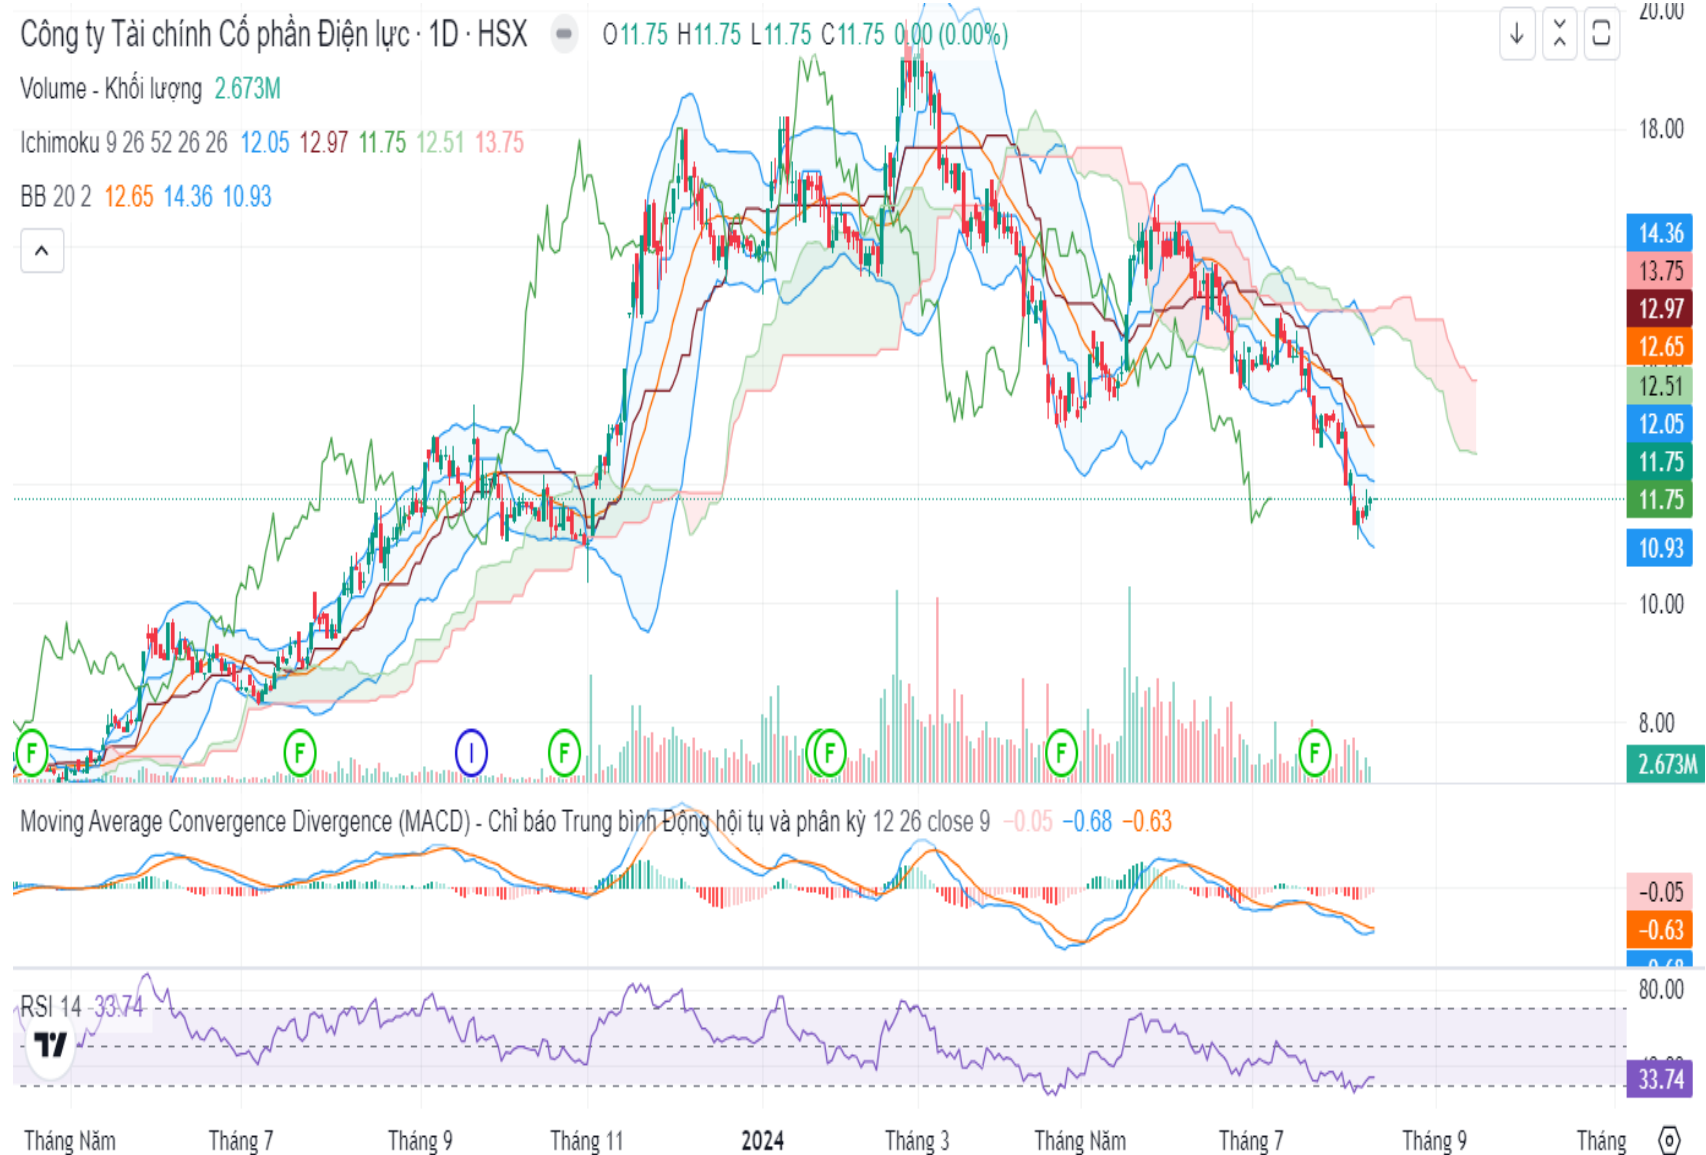 Công ty Tài chính Cổ phần Điện lực · 1D · HSX O11.75 H11.75 L11.75 C11.75 0.00 (0.00%)
Volume - Khối lượng 2.673M
Ichimoku 9 26 52 26 26 12.05 12.97 11.75 12.51 13.75
BB 20 2 12.65 14.36 10.93
20.00
18.00
14.36
13.75
12.97
12.65
12.51
12.05
11.75
11.75
10.93
10.00
8.00
2.673M
F F I F F F F
Moving Average Convergence Divergence (MACD) - Chỉ báo Trung bình Động hội tụ và phân kỳ 12 26 close 9 −0.05 −0.68 −0.63
−0.05
−0.63
−0.68
RSI 14 33.74
80.00
33.74
Tháng Năm Tháng 7 Tháng 9 Tháng 11 2024 Tháng 3 Tháng Năm Tháng 7 Tháng 9 Tháng